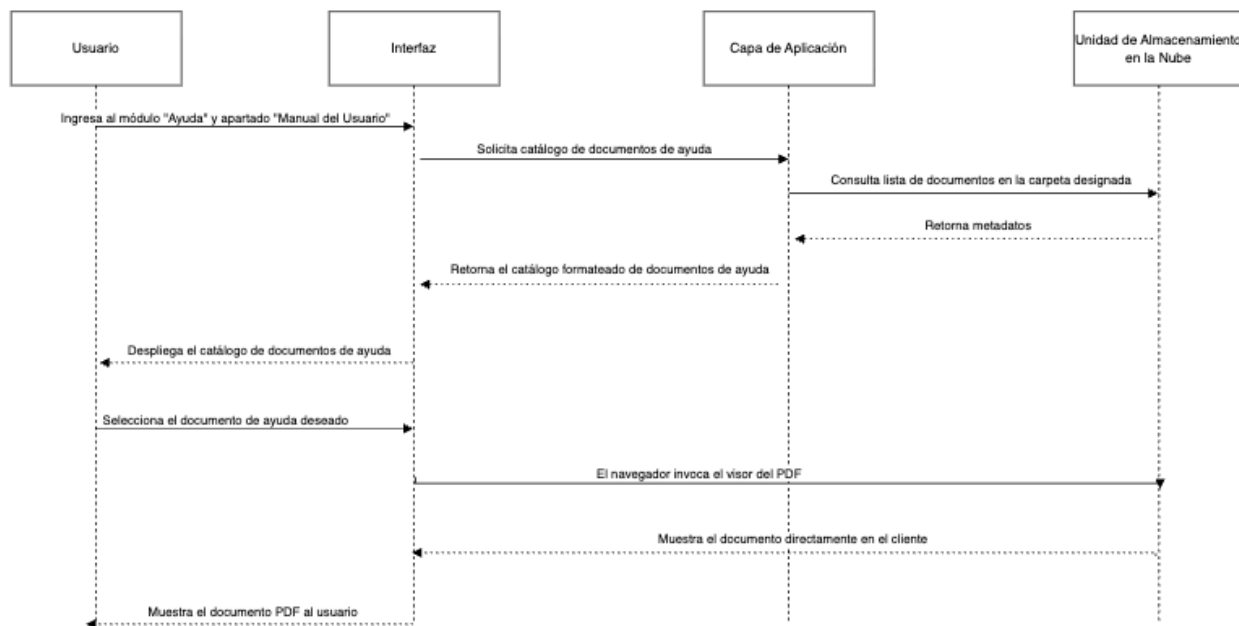 Usuario
Interfaz
Capa de Aplicación
Unidad de Almacenamiento
en la Nube
Ingresa al módulo "Ayuda" y apartado "Manual del Usuario"
Solicita catálogo de documentos de ayuda
Consulta lista de documentos en la carpeta designada
Retorna metadatos
Retorna el catálogo formateado de documentos de ayuda
Despliega el catálogo de documentos de ayuda
Selecciona el documento de ayuda deseado
El navegador invoca el visor del PDF
Muestra el documento directamente en el cliente
Muestra el documento PDF al usuario